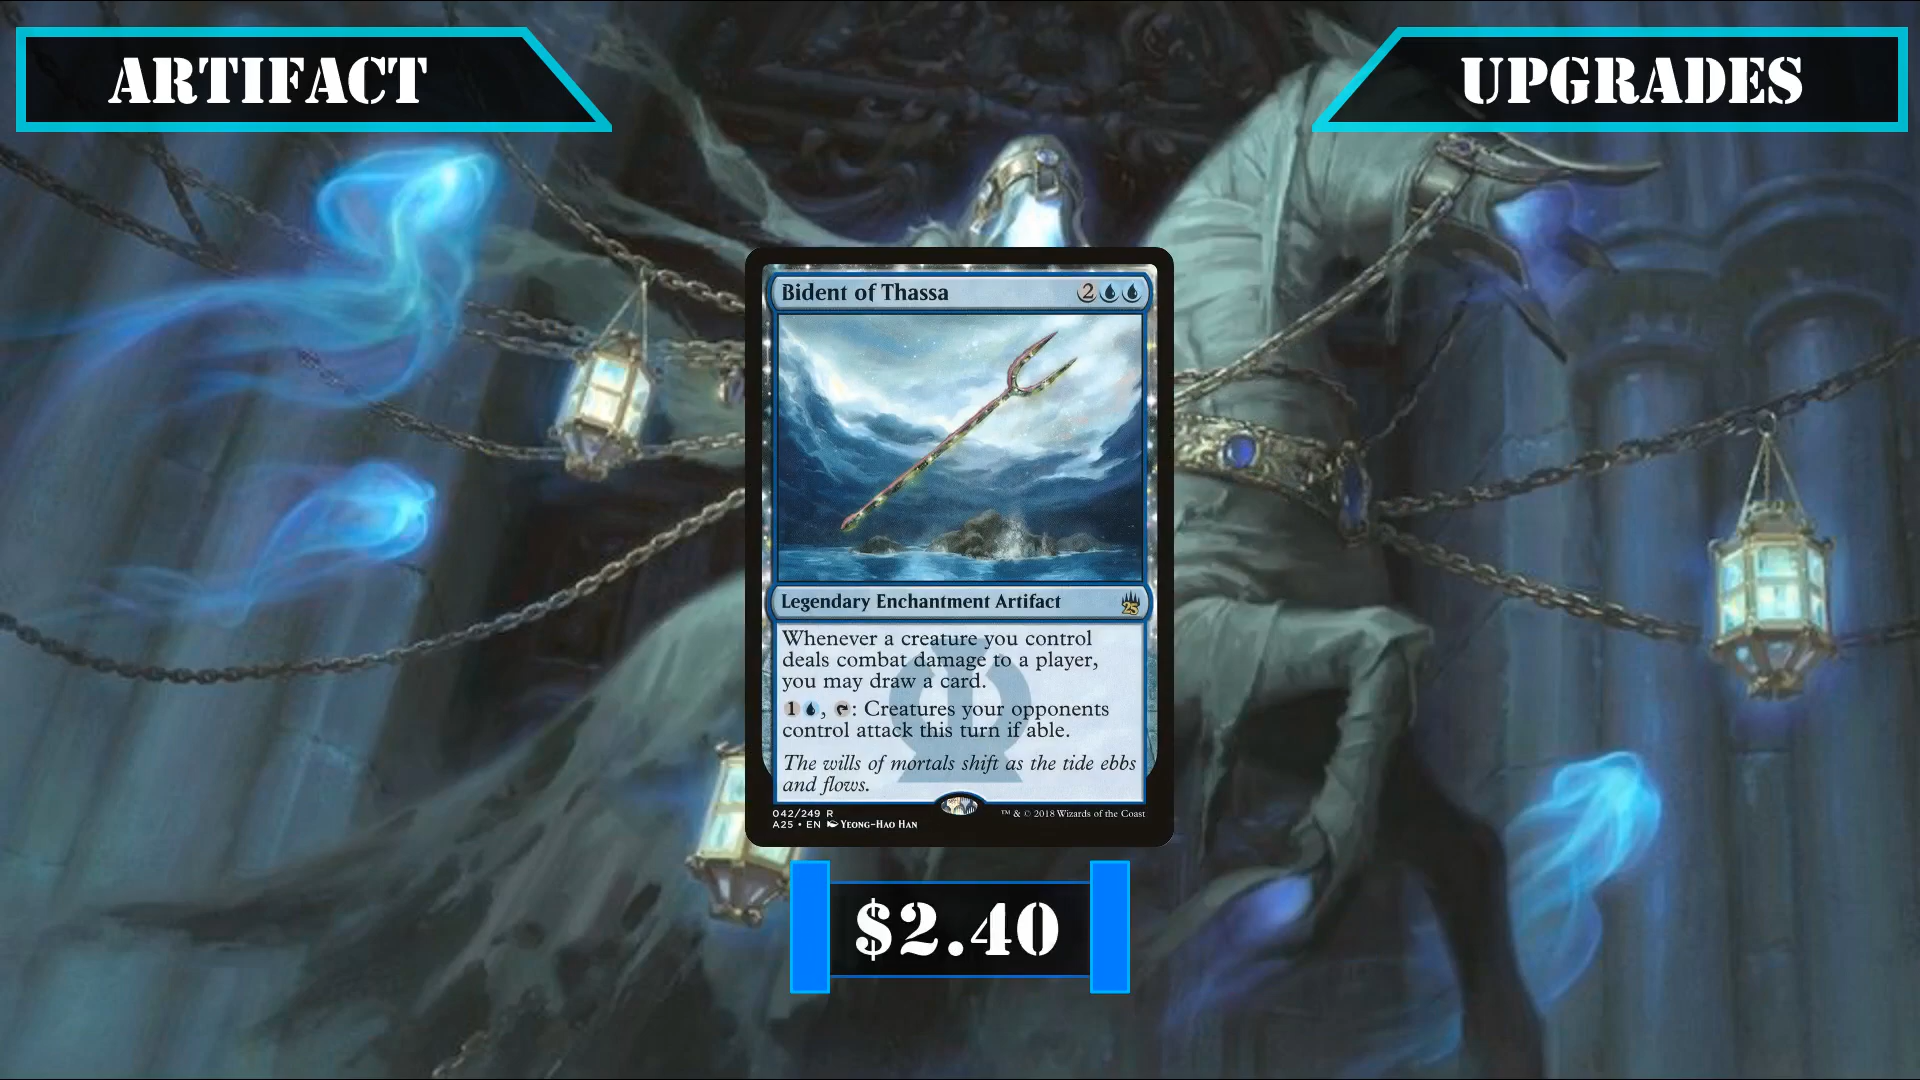 ARTIFACT
UPGRADES
Bident of Thassa
2
Legendary Enchantment Artifact
25
Whenever a creature you control
deals combat damage to a player,
you may draw a card.
1 , : Creatures your opponents
control attack this turn if able.
The wills of mortals shift as the tide ebbs
and flows.
042/249 R
A25 • EN Yeong-Hao Han
™ & © 2018 Wizards of the Coast
$2.40